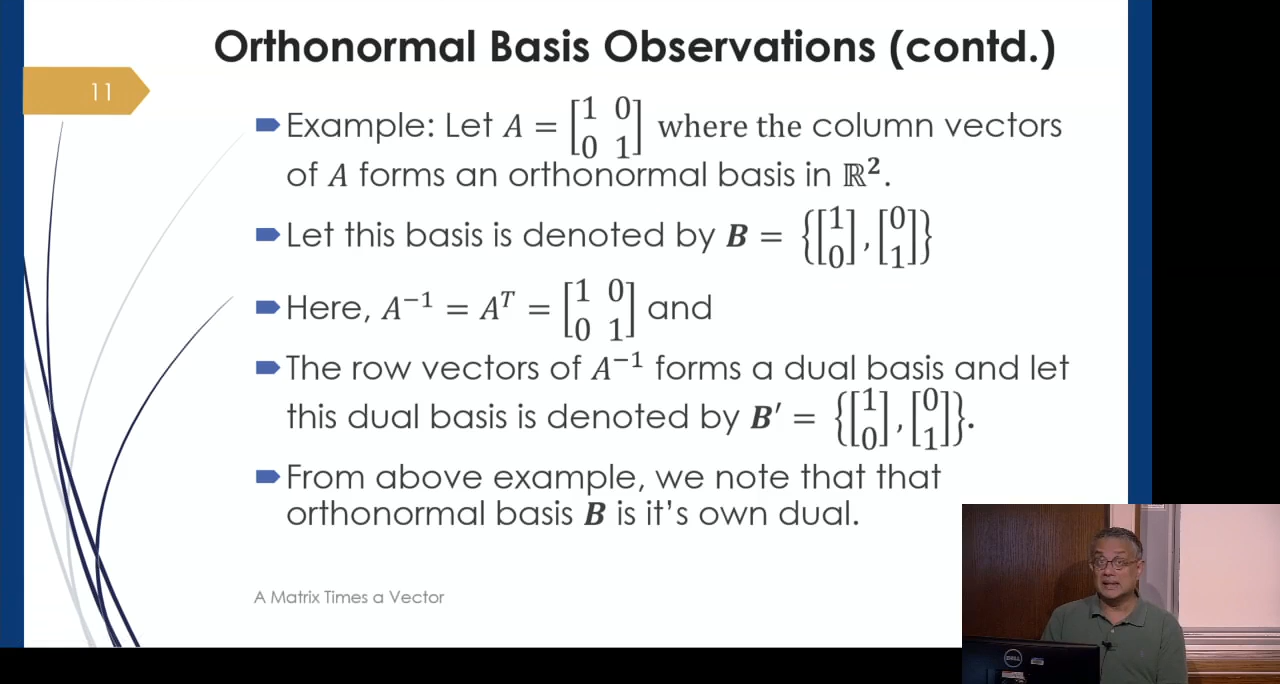 Orthonormal Basis Observations (contd.)
11
Example: Let A = [1 0 0 1] where the column vectors
of A forms an orthonormal basis in ℝ².
Let this basis is denoted by B = {[1 0], [0 1]}
Here, A⁻¹ = Aᵀ = [1 0 0 1] and
The row vectors of A⁻¹ forms a dual basis and let
this dual basis is denoted by B′ = {[1 0], [0 1]}.
From above example, we note that that
orthonormal basis B is it's own dual.
A Matrix Times a Vector
DELL